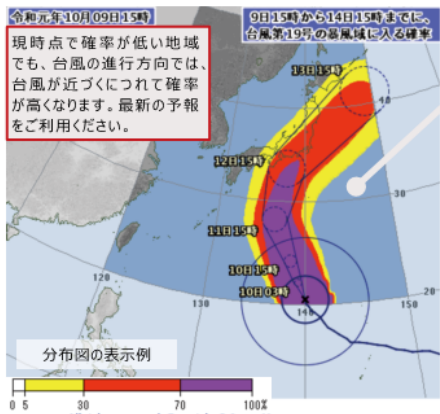 令和元年10月09日15時
9日15時から14日15時までに、
台風第19号の暴風域に入る確率
現時点で確率が低い地域
でも、台風の進行方向では、
台風が近づくにつれて確率
が高くなります。最新の予報
をご利用ください。
13日15時
40
12日15時
30
11日15時
120
10日15時
130
10日03時
140
150
20
分布図の表示例
0 5 30 70 100%